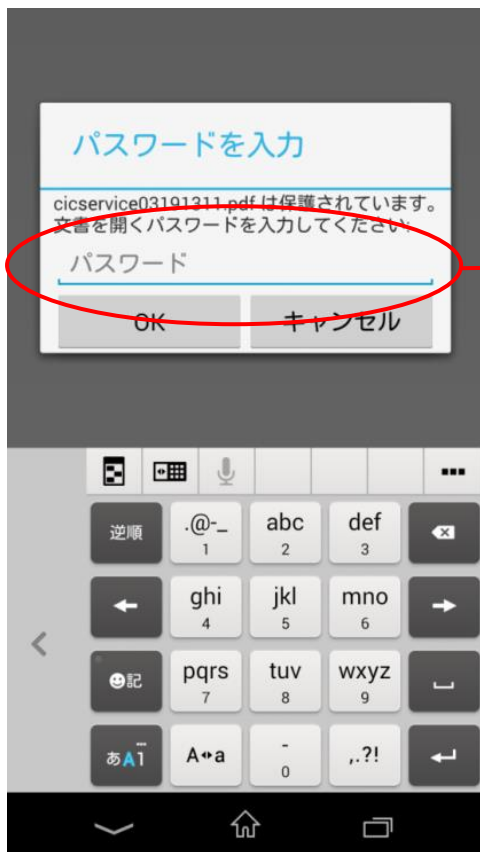 パスワードを入力
cicservice03191311.pdf は保護されています。
文書を開くパスワードを入力してください:
パスワード
OK キャンセル
逆順 .@-_ abc def
1 2 3
ghi jkl mno
4 5 6
記 pqrs tuv wxyz
7 8 9
あA1 A a - ,.?!
0